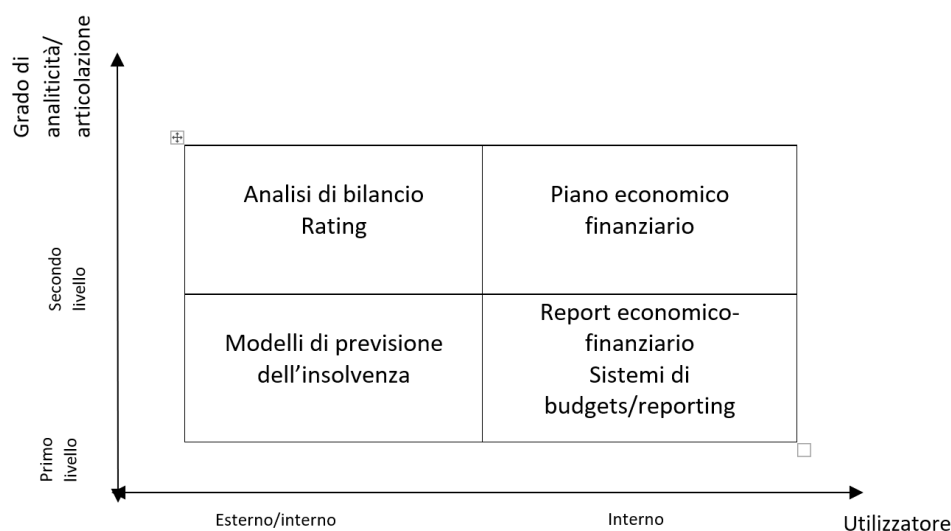 Grado di
analiticità/
articolazione
Analisi di bilancio
Rating
Piano economico
finanziario
Secondo
livello
Modelli di previsione
dell’insolvenza
Report economico-
finanziario
Sistemi di
budgets/reporting
Primo
livello
Esterno/interno
Interno
Utilizzatore